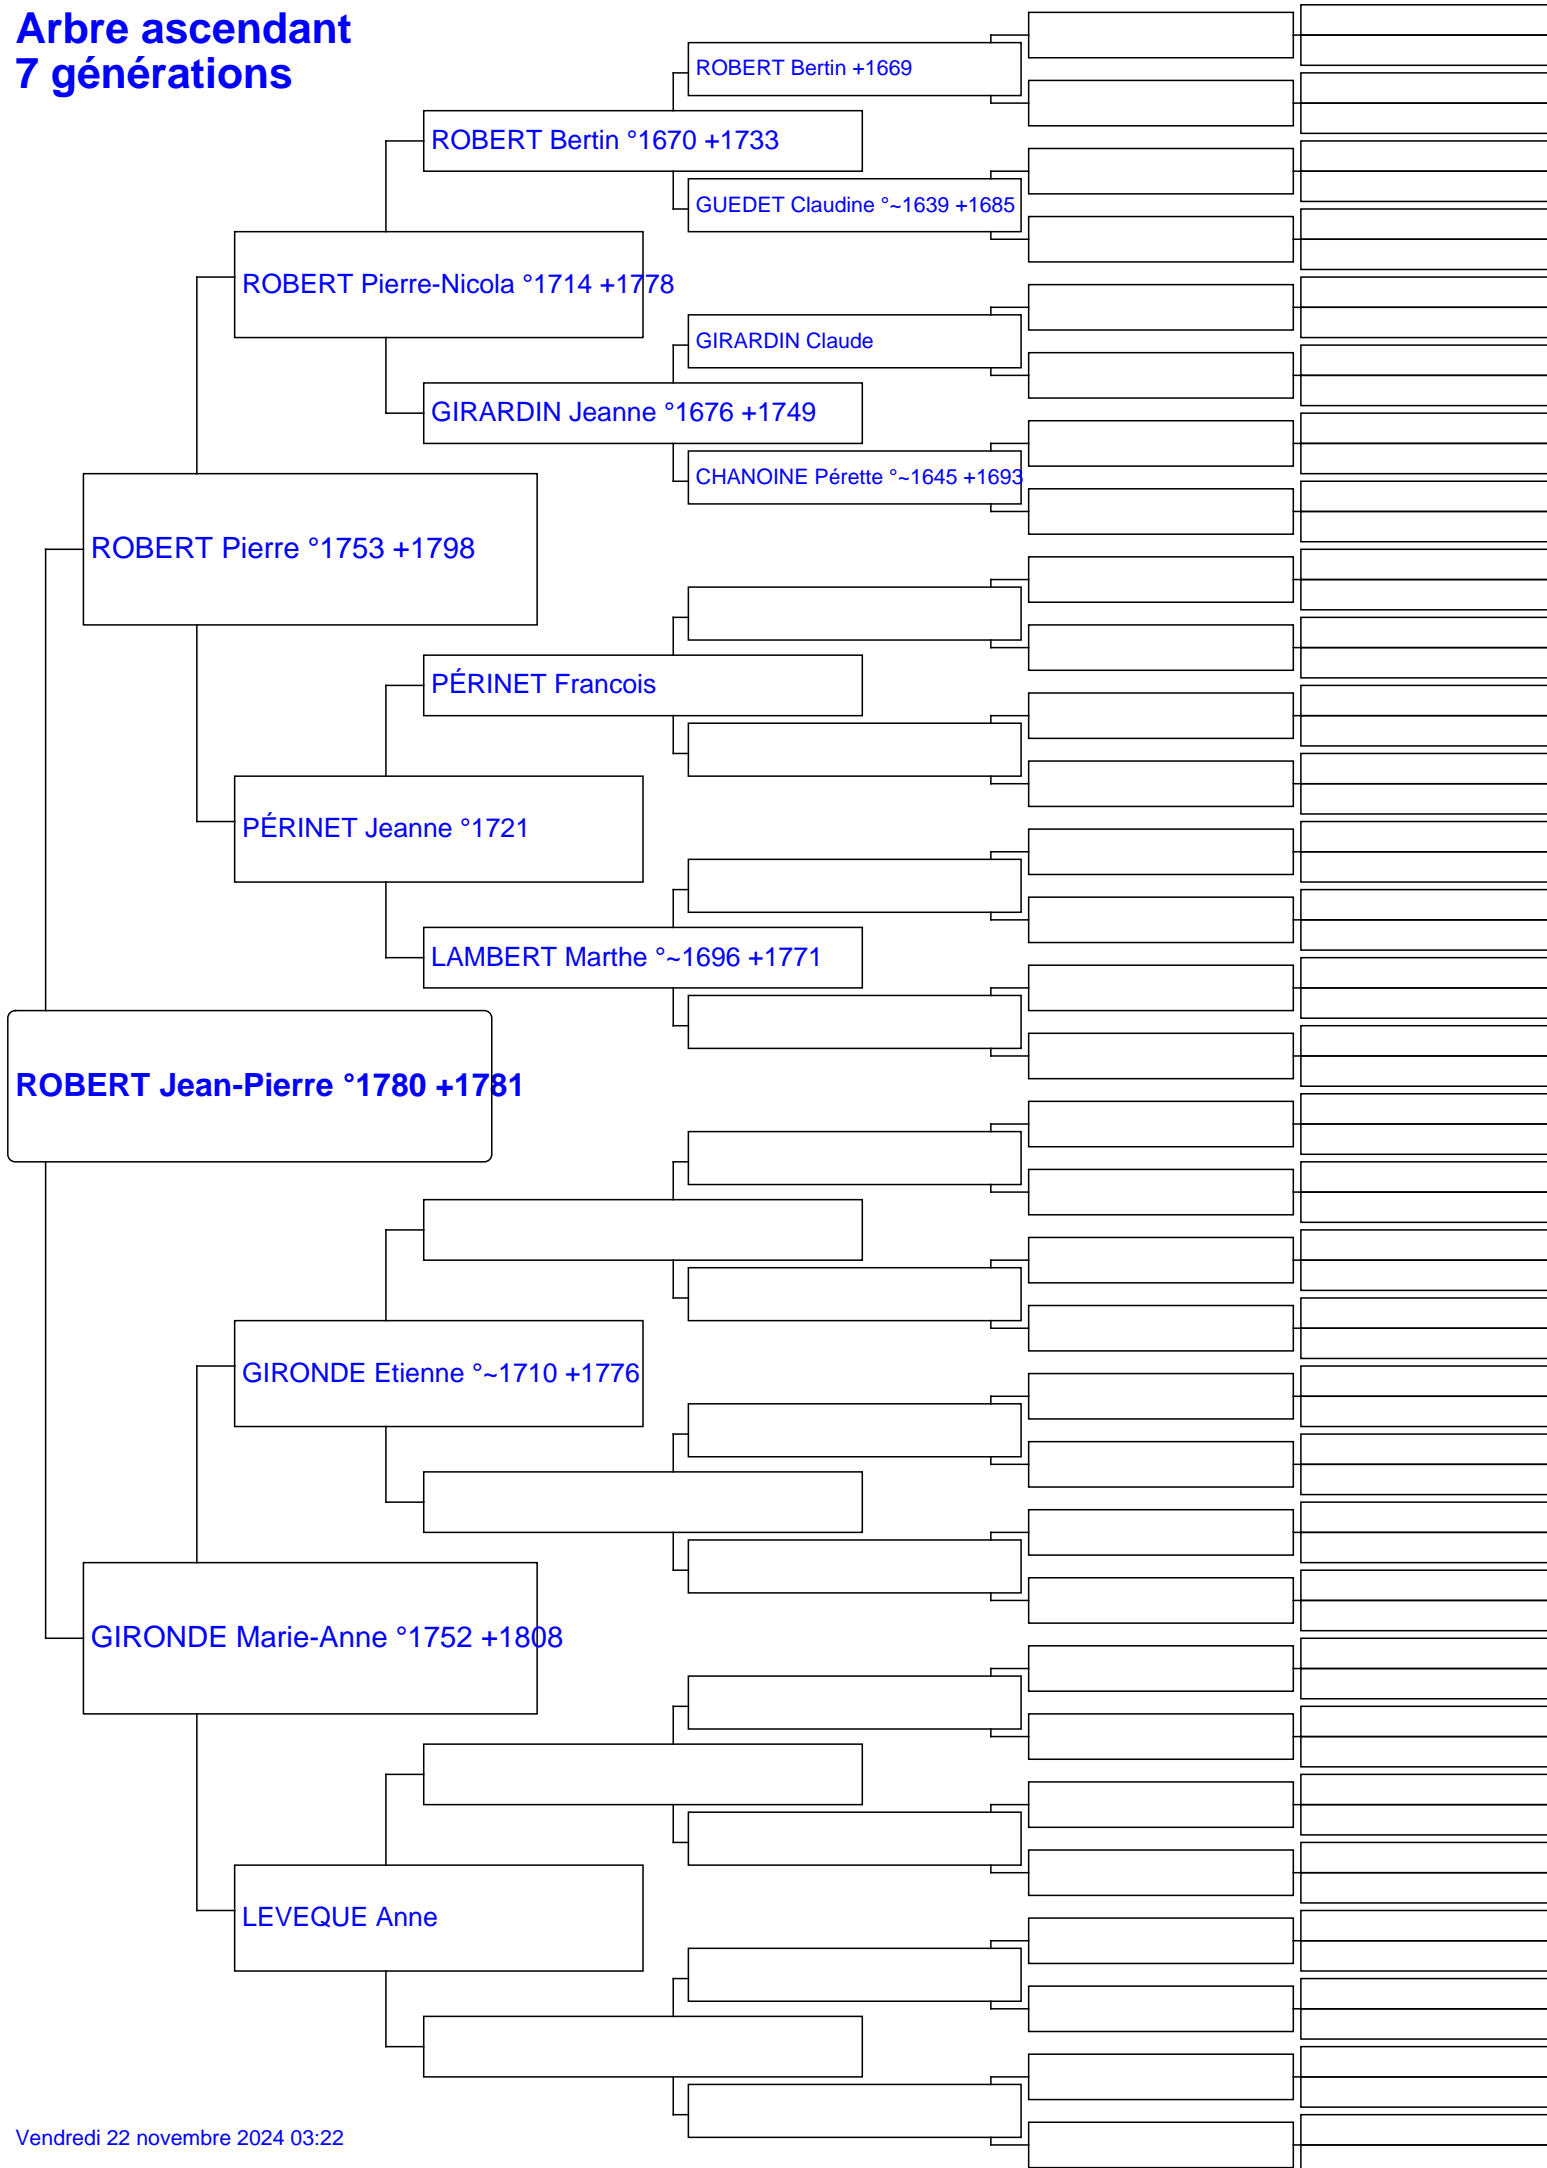 Arbre ascendant
7 générations
ROBERT Bertin +1669
ROBERT Bertin °1670 +1733
GUEDET Claudine °~1639 +1685
ROBERT Pierre-Nicola °1714 +1778
GIRARDIN Claude
GIRARDIN Jeanne °1676 +1749
CHANOINE Pérette °~1645 +1693
ROBERT Pierre °1753 +1798
PÉRINET Francois
PÉRINET Jeanne °1721
LAMBERT Marthe °~1696 +1771
ROBERT Jean-Pierre °1780 +1781
GIRONDE Etienne °~1710 +1776
GIRONDE Marie-Anne °1752 +1808
LEVEQUE Anne
Vendredi 22 novembre 2024 03:22